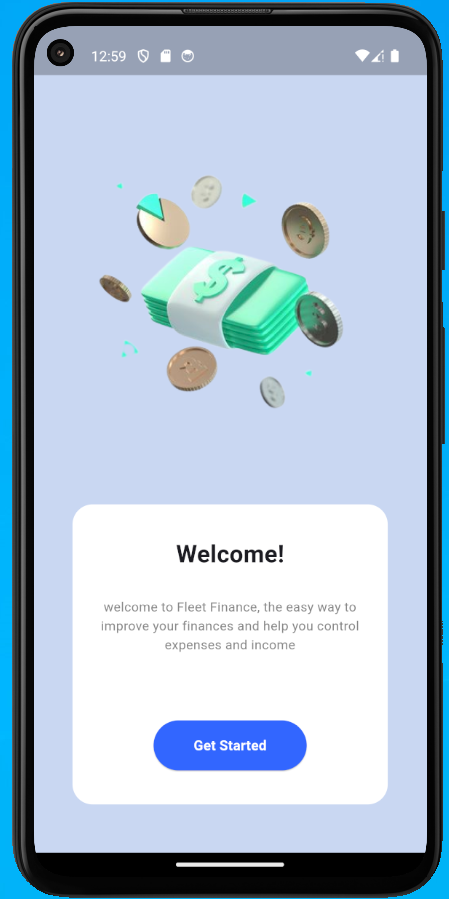 12:59
$
Welcome!
welcome to Fleet Finance, the easy way to
improve your finances and help you control
expenses and income
Get Started